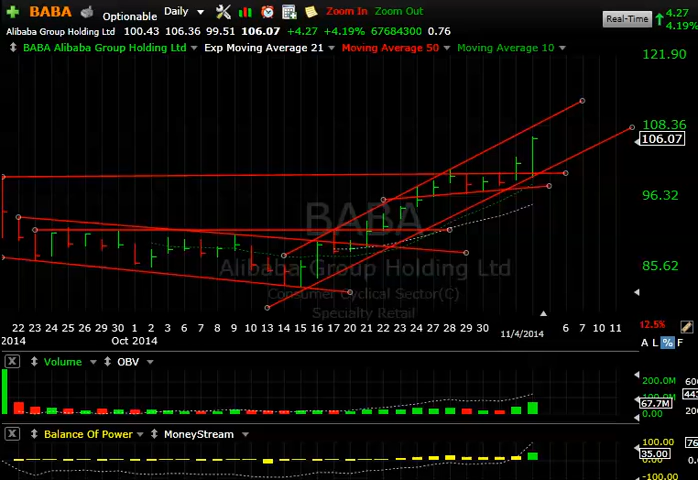 BABA Optionable Daily Zoom In Zoom Out Real-Time 4.27 4.19%
Alibaba Group Holding Ltd 100.43 106.36 99.51 106.07 +4.27 +4.19% 67684300 0.76
BABA Alibaba Group Holding Ltd Exp Moving Average 21 Moving Average 50 Moving Average 10
121.90
108.36
106.07
96.32
85.62
BABA
Alibaba Group Holding Ltd
Consumer Cyclical Sector(C)
Specialty Retail
22 23 24 25 26 29 30 1 2 3 6 7 8 9 10 13 14 15 16 17 20 21 22 23 24 27 28 29 30 11/4/2014 6 7 10 11
12.5%
2014 Oct 2014
A L % F
X Volume OBV
200.0M
100.0M
67.7M
0.00
X Balance Of Power MoneyStream
100.00
35.00
-100.00